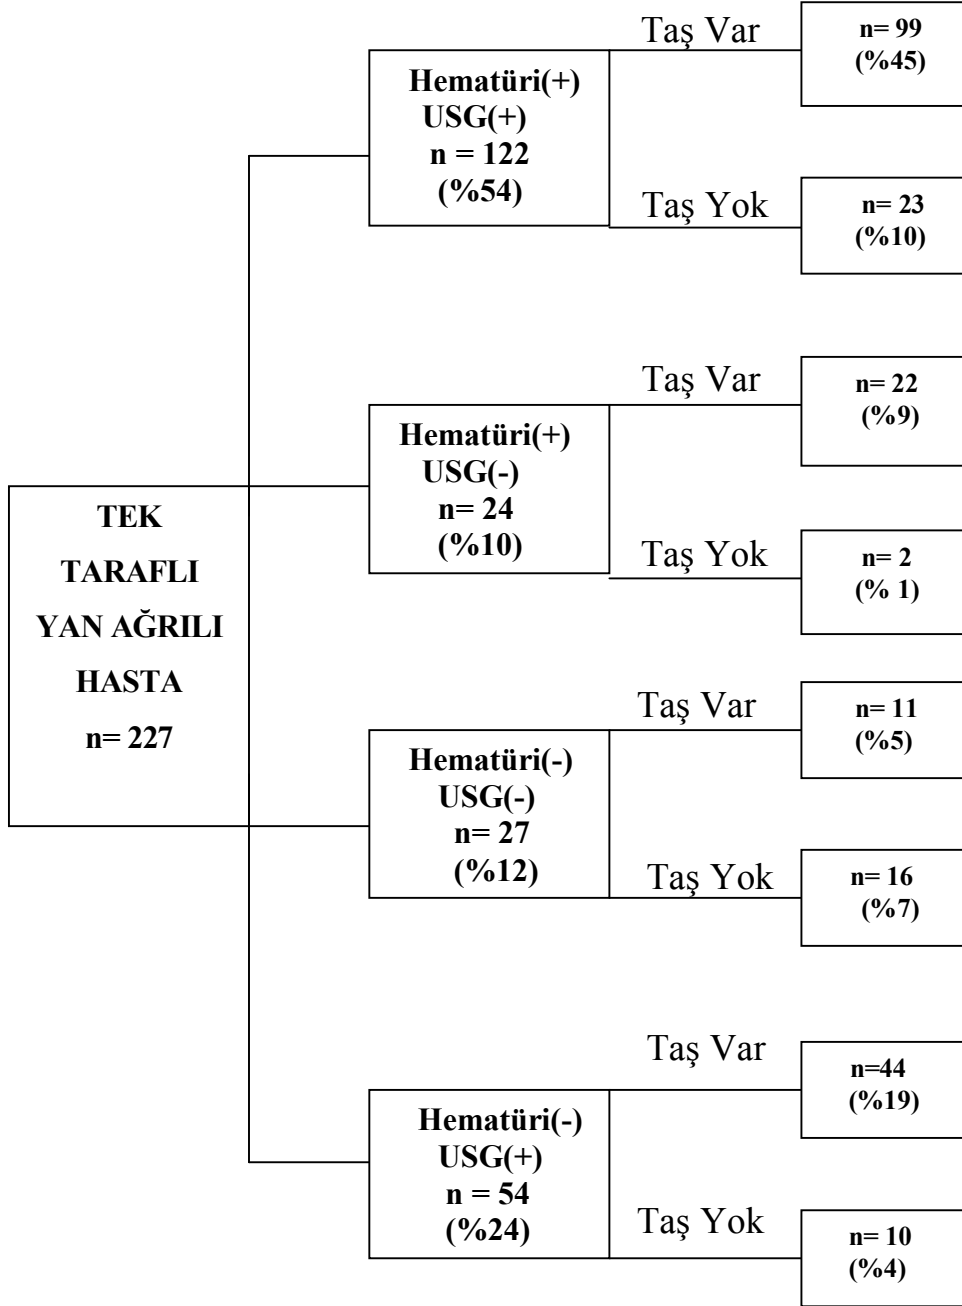 TEK
TARAFLI
YAN AĞRILI
HASTA
n= 227
Hematüri(+)
USG(+)
n = 122
(%54)
Taş Var
n= 99
(%45)
Taş Yok
n= 23
(%10)
Hematüri(+)
USG(-)
n= 24
(%10)
Taş Var
n= 22
(%9)
Taş Yok
n= 2
(% 1)
Hematüri(-)
USG(-)
n= 27
(%12)
Taş Var
n= 11
(%5)
Taş Yok
n= 16
(%7)
Hematüri(-)
USG(+)
n = 54
(%24)
Taş Var
n=44
(%19)
Taş Yok
n= 10
(%4)